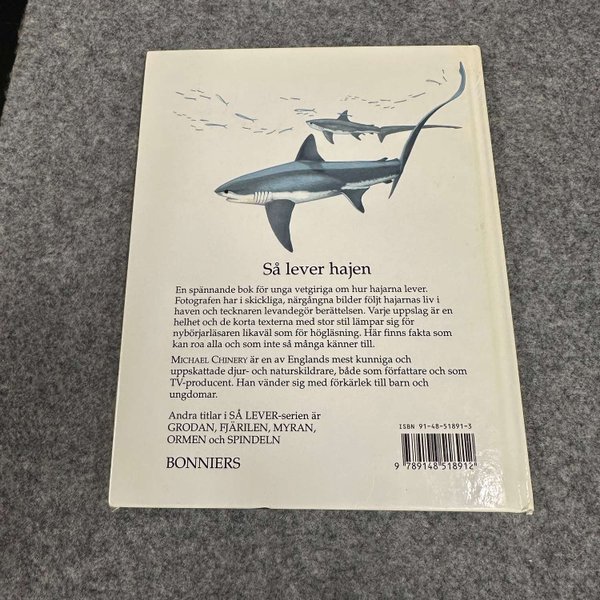 Så lever hajen
En spännande bok för unga vetgiriga om hur hajarna lever.
Fotografen har i skickliga, närgångna bilder följt hajarnas liv i
haven och tecknaren levandegör berättelsen. Varje uppslag är en
helhet och de korta texterna med stor stil lämpar sig för
nybörjarläsaren likaväl som för högläsning. Här finns fakta som
kan roa alla och som inte så många känner till.
MICHAEL CHINERY är en av Englands mest kunniga och
uppskattade djur- och naturskildrare, både som författare och som
TV-producent. Han vänder sig med förkärlek till barn och
ungdomar.
Andra titlar i SÅ LEVER-serien är
GRODAN, FJÄRILEN, MYRAN,
ORMEN och SPINDELN
BONNIERS
ISBN 91-48-51891-3
9 789148 518912